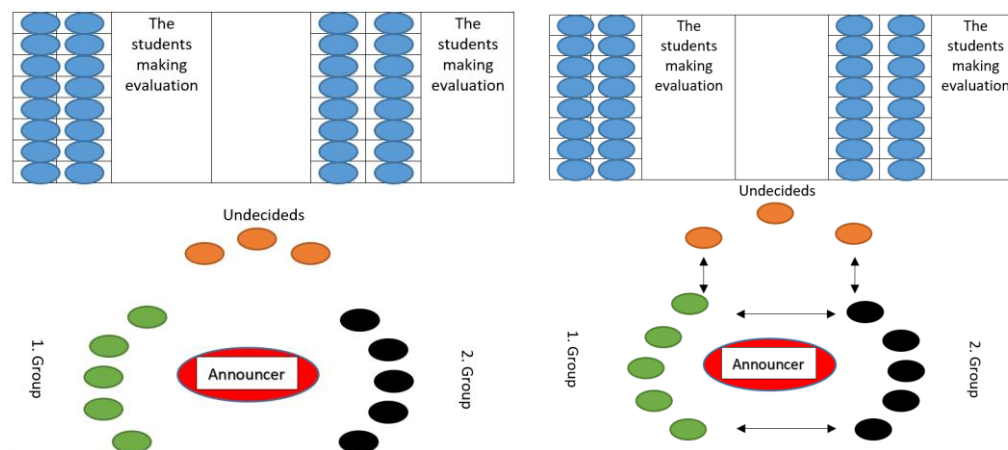 The
students
making
evaluation
The
students
making
evaluation
Undecideds
1. Group
Announcer
2. Group
The
students
making
evaluation
The
students
making
evaluation
Undecideds
1. Group
Announcer
2. Group